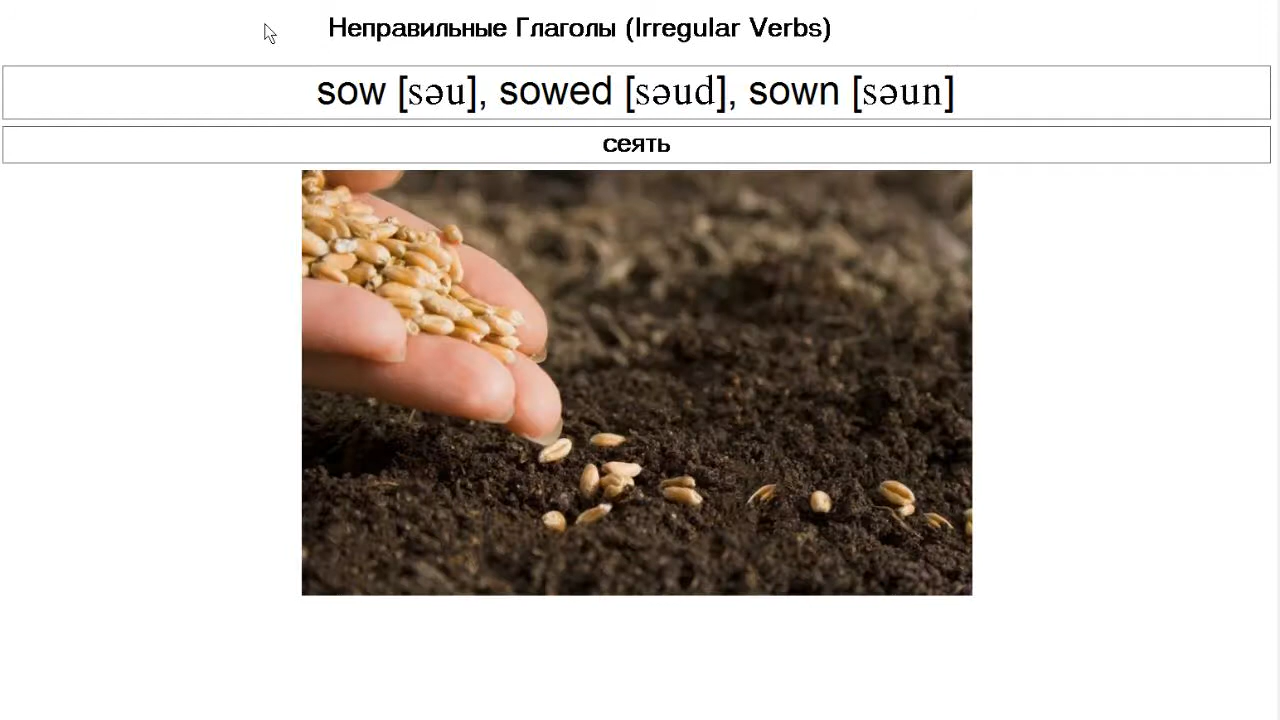 Неправильные Глаголы (Irregular Verbs)
sow [səu], sowed [səud], sown [səun]
сеять